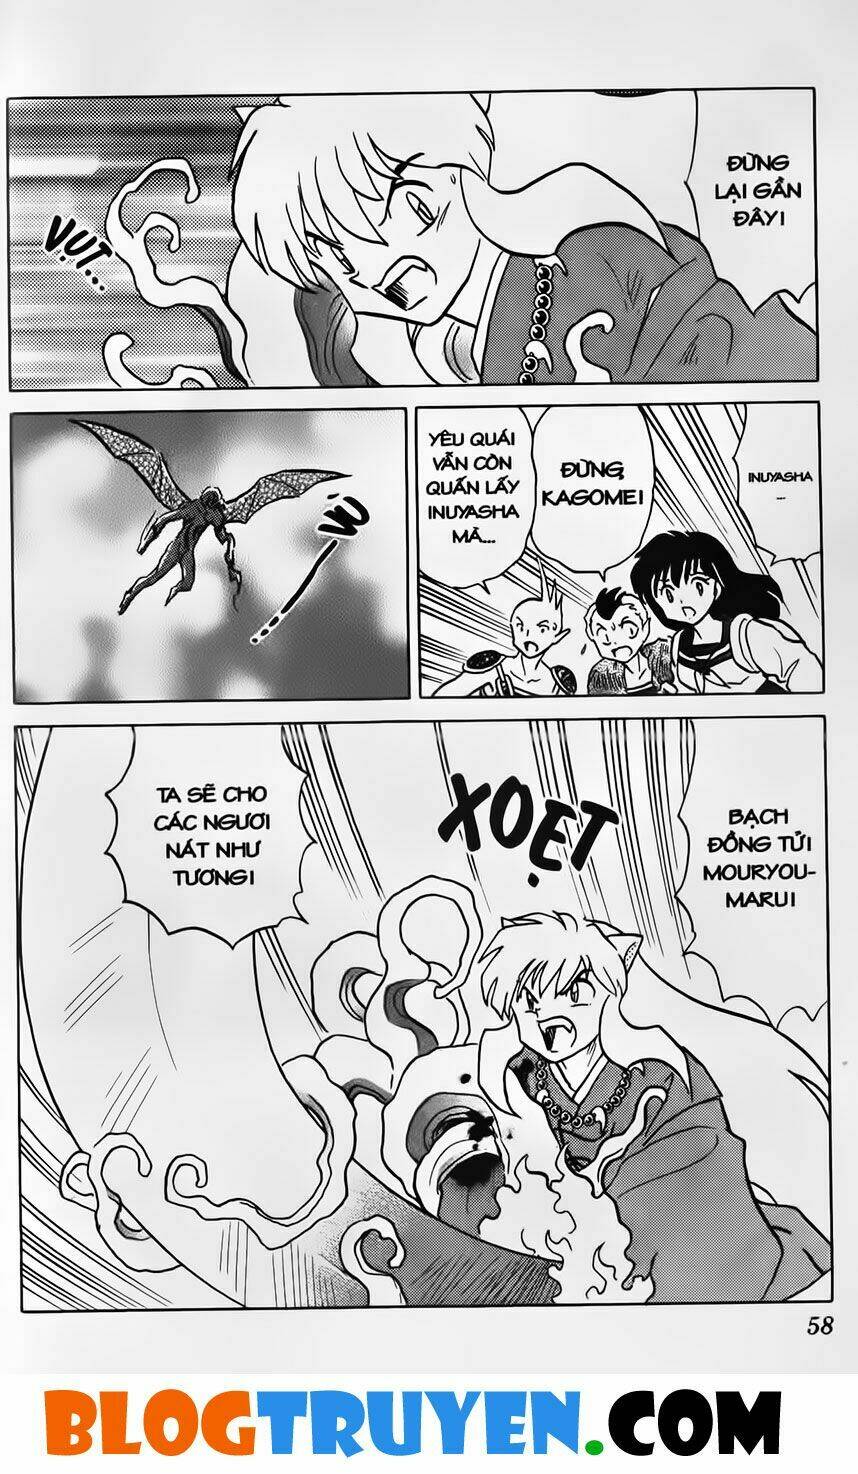 ĐỪNG
LẠI GẦN
ĐÂY!
VỤT...
INUYASHA
...
ĐỪNG,
KAGOME!
YÊU QUÁI
VẪN CÒN
QUẤN LẤY
INUYASHA
MÀ...
VÙ
BẠCH
ĐỒNG TỬ!
MOURYOU-
MARU!
XOẸT
TA SẼ CHO
CÁC NGƯƠI
NÁT NHƯ
TƯƠNG!
58
BLOGTRUYEN.COM